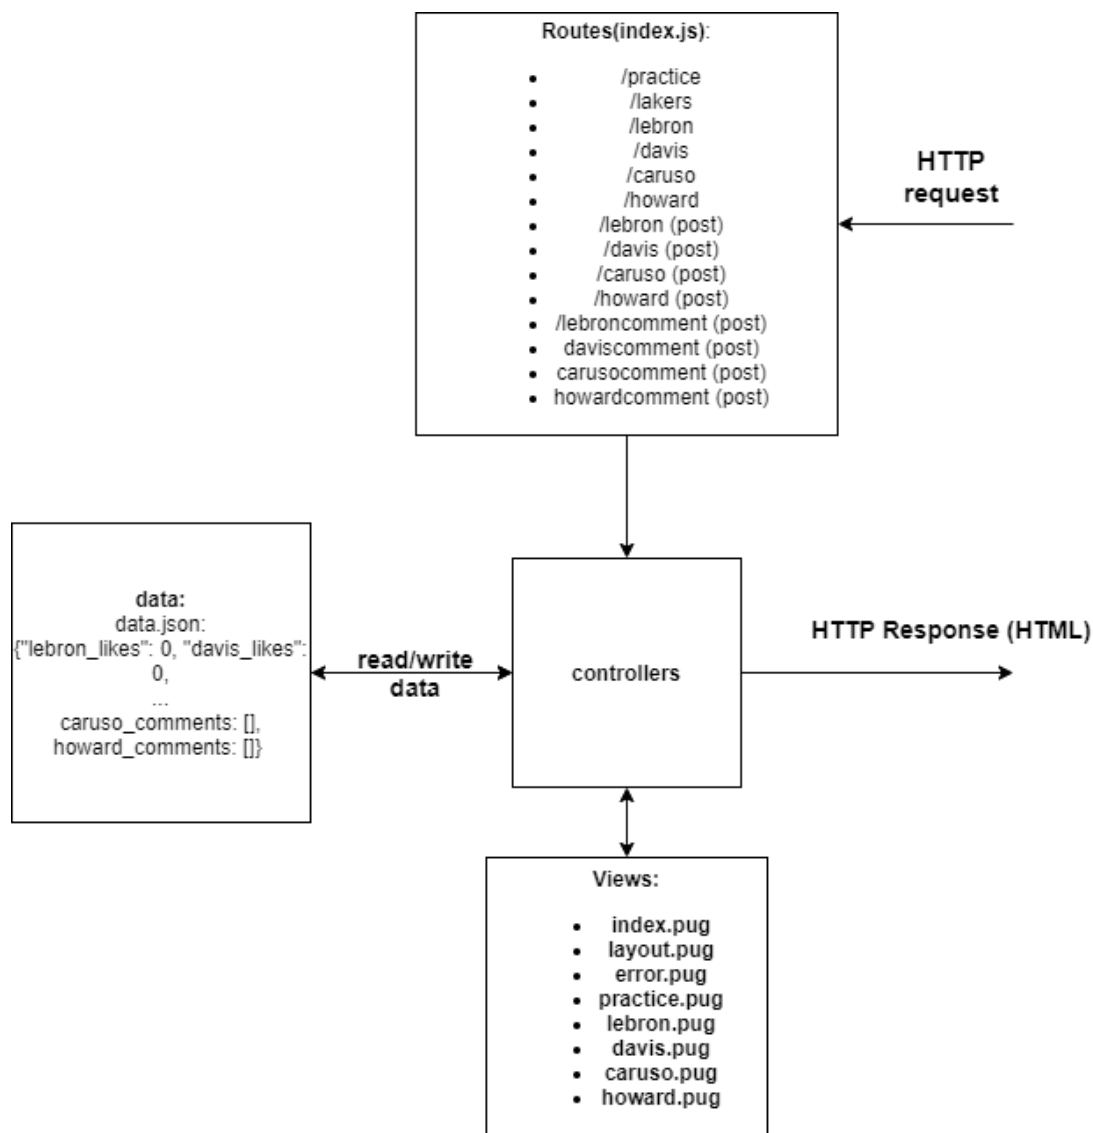 Routes(index.js):
/practice
/lakers
/lebron
/davis
/caruso
/howard
/lebron (post)
/davis (post)
/caruso (post)
/howard (post)
/lebroncomment (post)
daviscomment (post)
carusocomment (post)
howardcomment (post)
HTTP
request
data:
data.json:
{"lebron_likes": 0, "davis_likes":
0,
...
caruso_comments: [],
howard_comments: []}
read/write
data
controllers
HTTP Response (HTML)
Views:
index.pug
layout.pug
error.pug
practice.pug
lebron.pug
davis.pug
caruso.pug
howard.pug